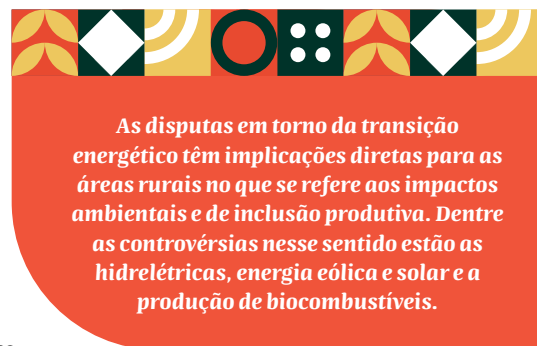 As disputas em torno da transição
energético têm implicações diretas para as
áreas rurais no que se refere aos impactos
ambientais e de inclusão produtiva. Dentre
as controvérsias nesse sentido estão as
hidrelétricas, energia eólica e solar e a
produção de biocombustíveis.